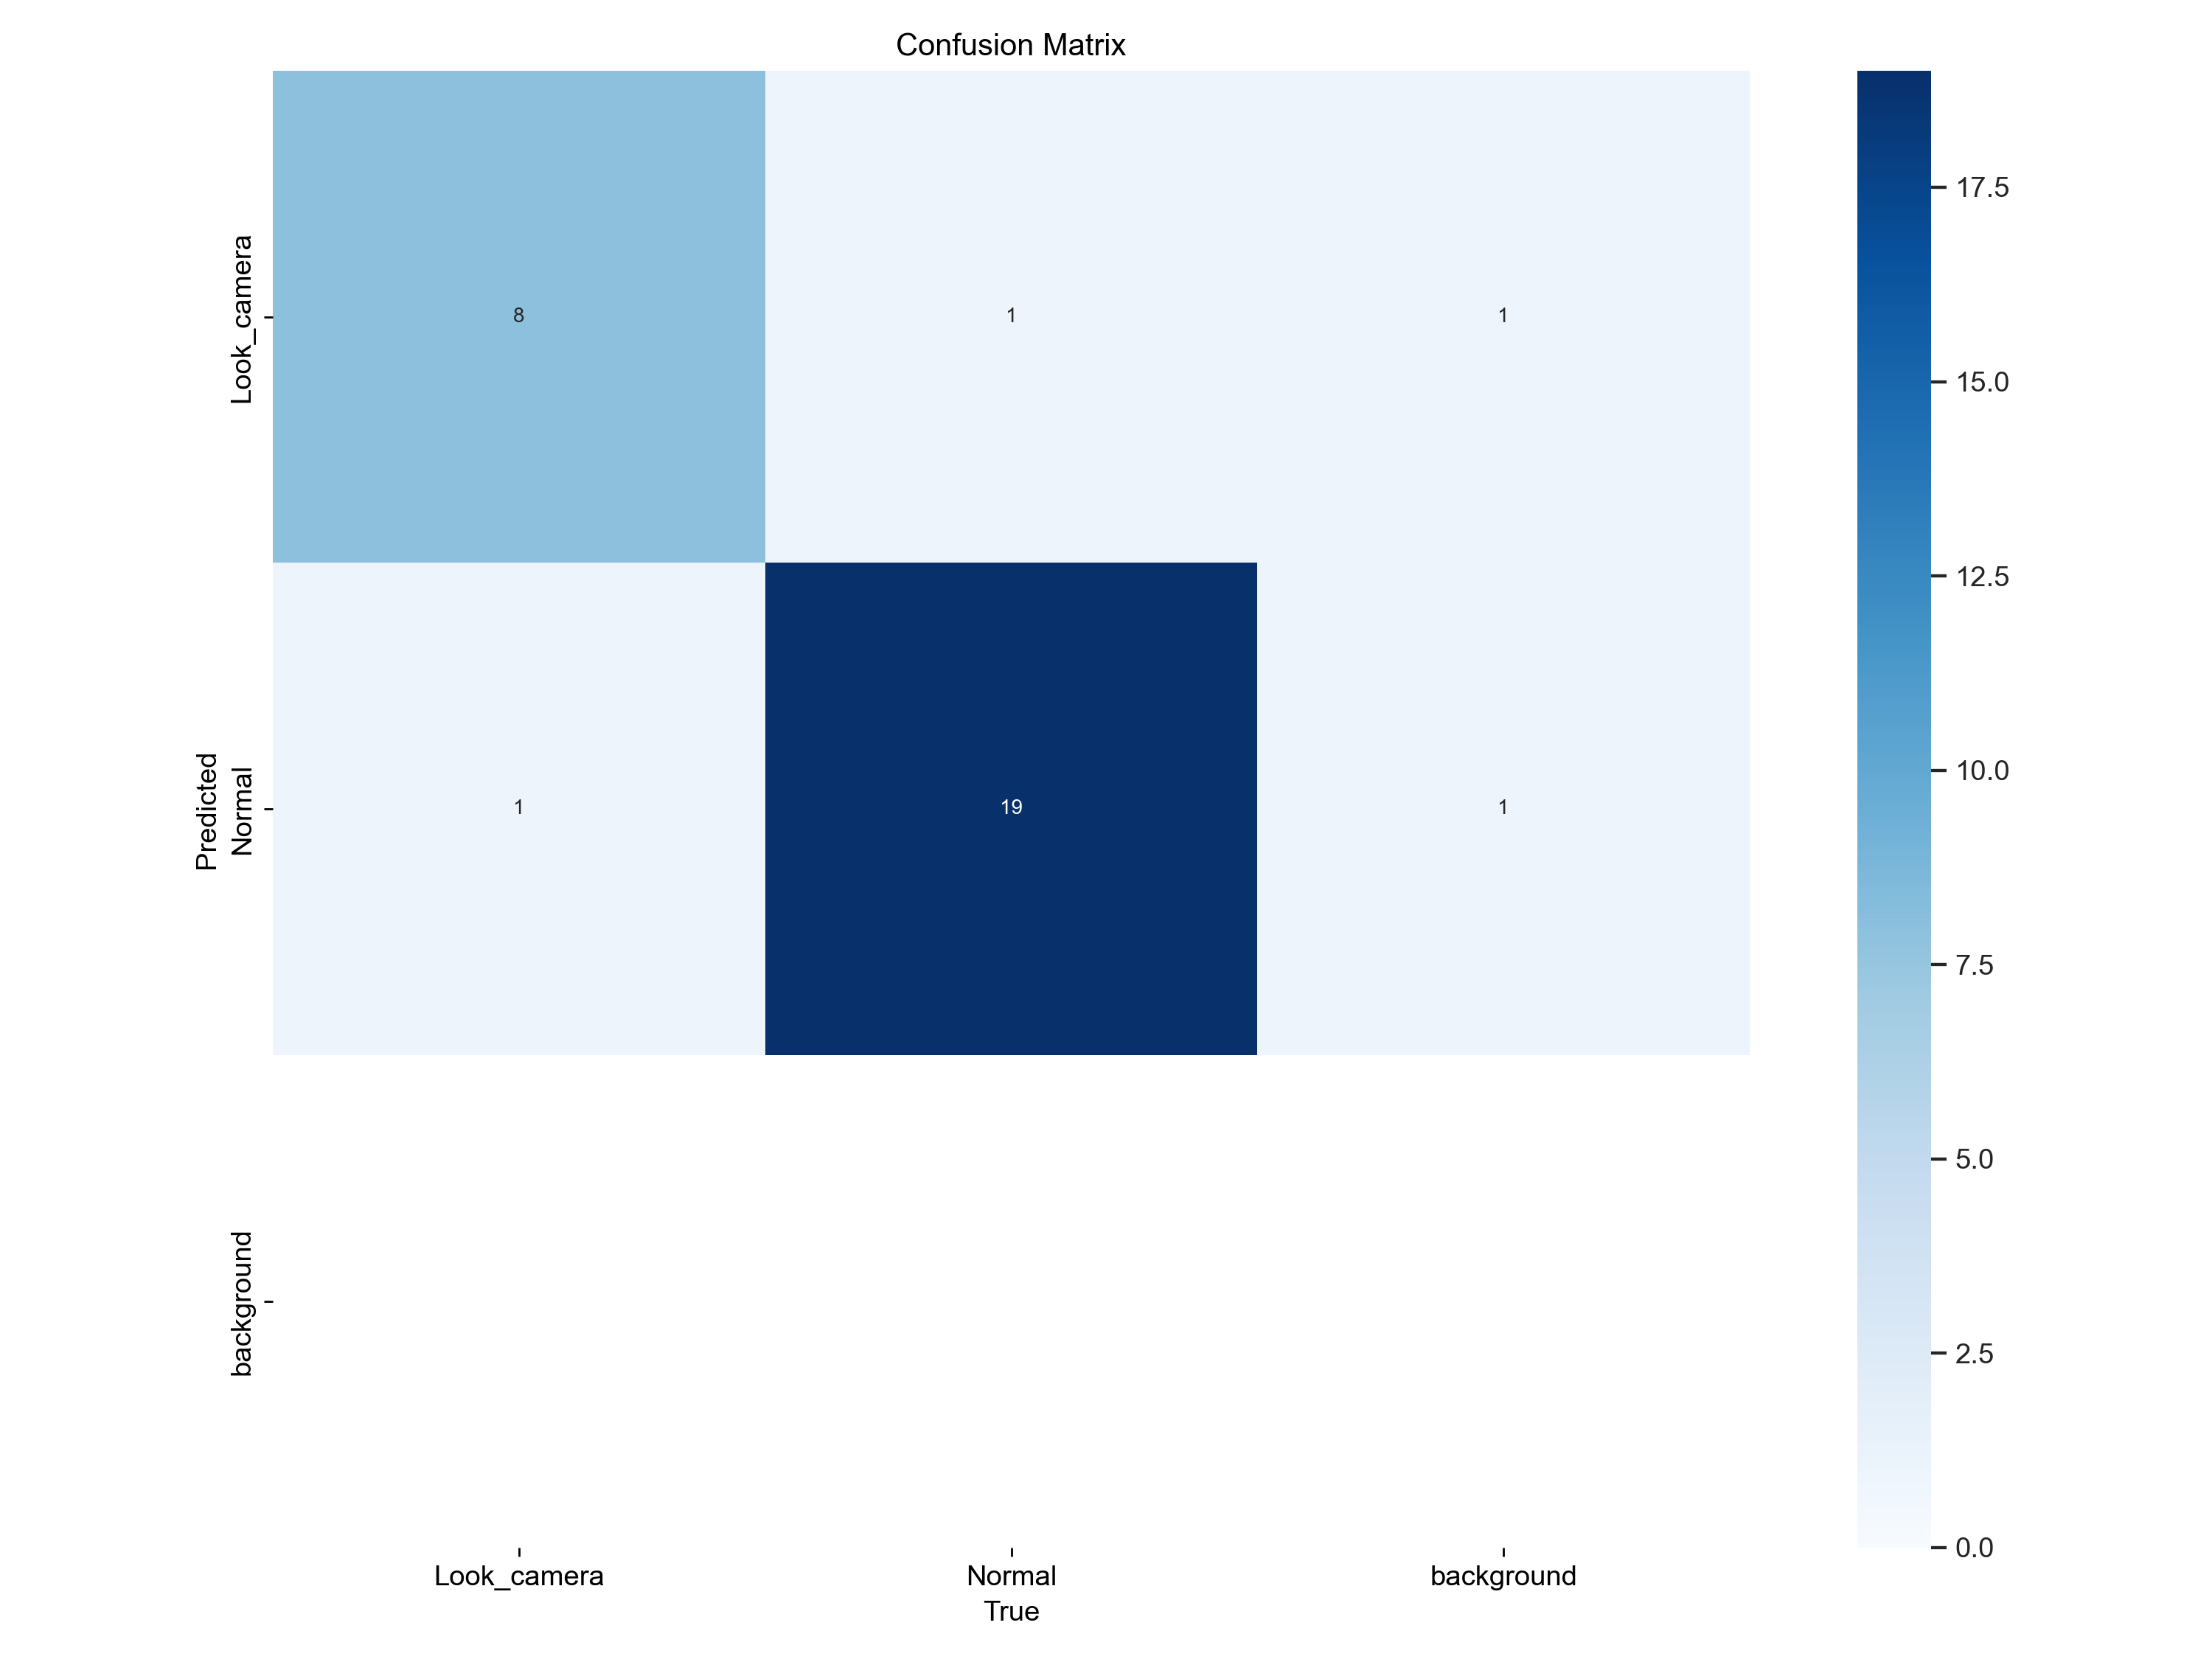 Confusion Matrix
Look_camera
8
1
1
Predicted
Normal
1
19
1
background
Look_camera
Normal
background
True
17.5
15.0
12.5
10.0
7.5
5.0
2.5
0.0